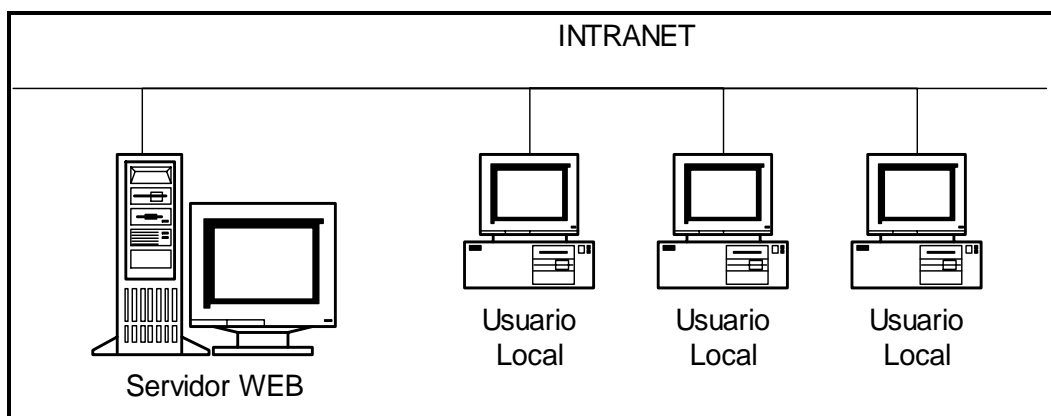 INTRANET
Usuario
Local
Usuario
Local
Usuario
Local
Servidor WEB